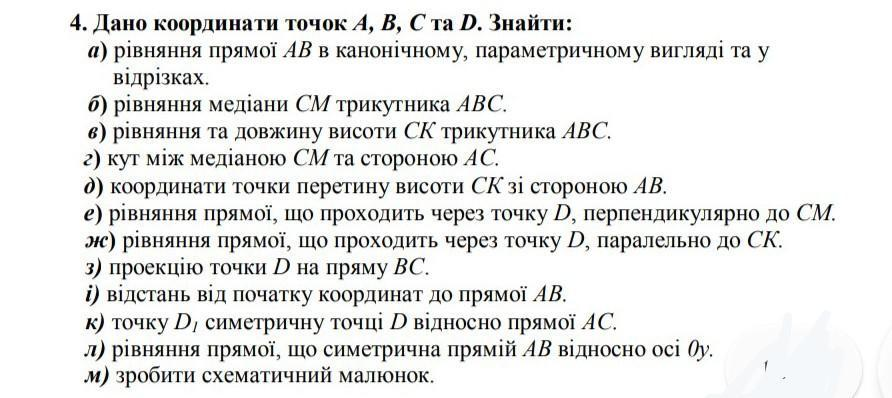 4. Дано координати точок A, B, C та D. Знайти:
а) рівняння прямої AB в канонічному, параметричному вигляді та у
відрізках.
б) рівняння медіани CM трикутника ABC.
в) рівняння та довжину висоти CK трикутника ABC.
г) кут між медіаною CM та стороною AC.
д) координати точки перетину висоти CK зі стороною AB.
е) рівняння прямої, що проходить через точку D, перпендикулярно до CM.
ж) рівняння прямої, що проходить через точку D, паралельно до CK.
з) проекцію точки D на пряму BC.
і) відстань від початку координат до прямої AB.
к) точку D₁ симетричну точці D відносно прямої AC.
л) рівняння прямої, що симетрична прямій AB відносно осі 0y.
м) зробити схематичний малюнок.